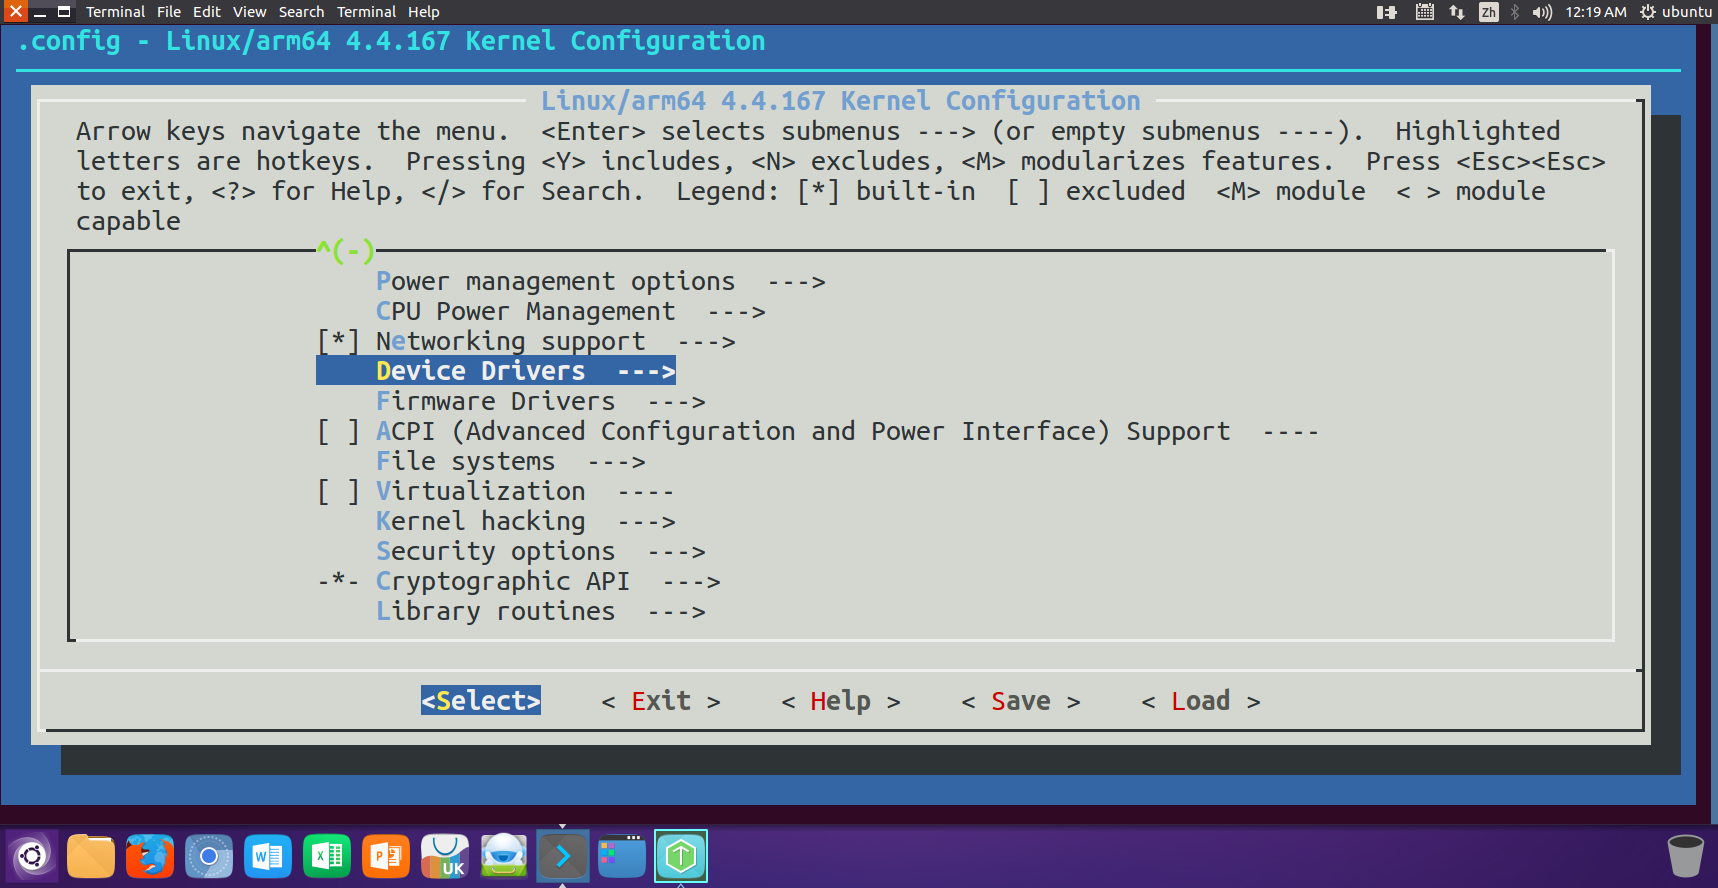 Terminal File Edit View Search Terminal Help Zh 12:19 AM ubuntu
.config - Linux/arm64 4.4.167 Kernel Configuration
Linux/arm64 4.4.167 Kernel Configuration
Arrow keys navigate the menu.  <Enter> selects submenus ---> (or empty submenus ----).  Highlighted
letters are hotkeys.  Pressing <Y> includes, <N> excludes, <M> modularizes features.  Press <Esc><Esc>
to exit, <?> for Help, </> for Search.  Legend: [*] built-in  [ ] excluded  <M> module  < > module
capable
^(-)
Power management options  --->
CPU Power Management  --->
[*] Networking support  --->
Device Drivers  --->
Firmware Drivers  --->
[ ] ACPI (Advanced Configuration and Power Interface) Support  ----
File systems  --->
[ ] Virtualization  ----
Kernel hacking  --->
Security options  --->
-*- Cryptographic API  --->
Library routines  --->
<Select>    < Exit >    < Help >    < Save >    < Load >
W X P UK